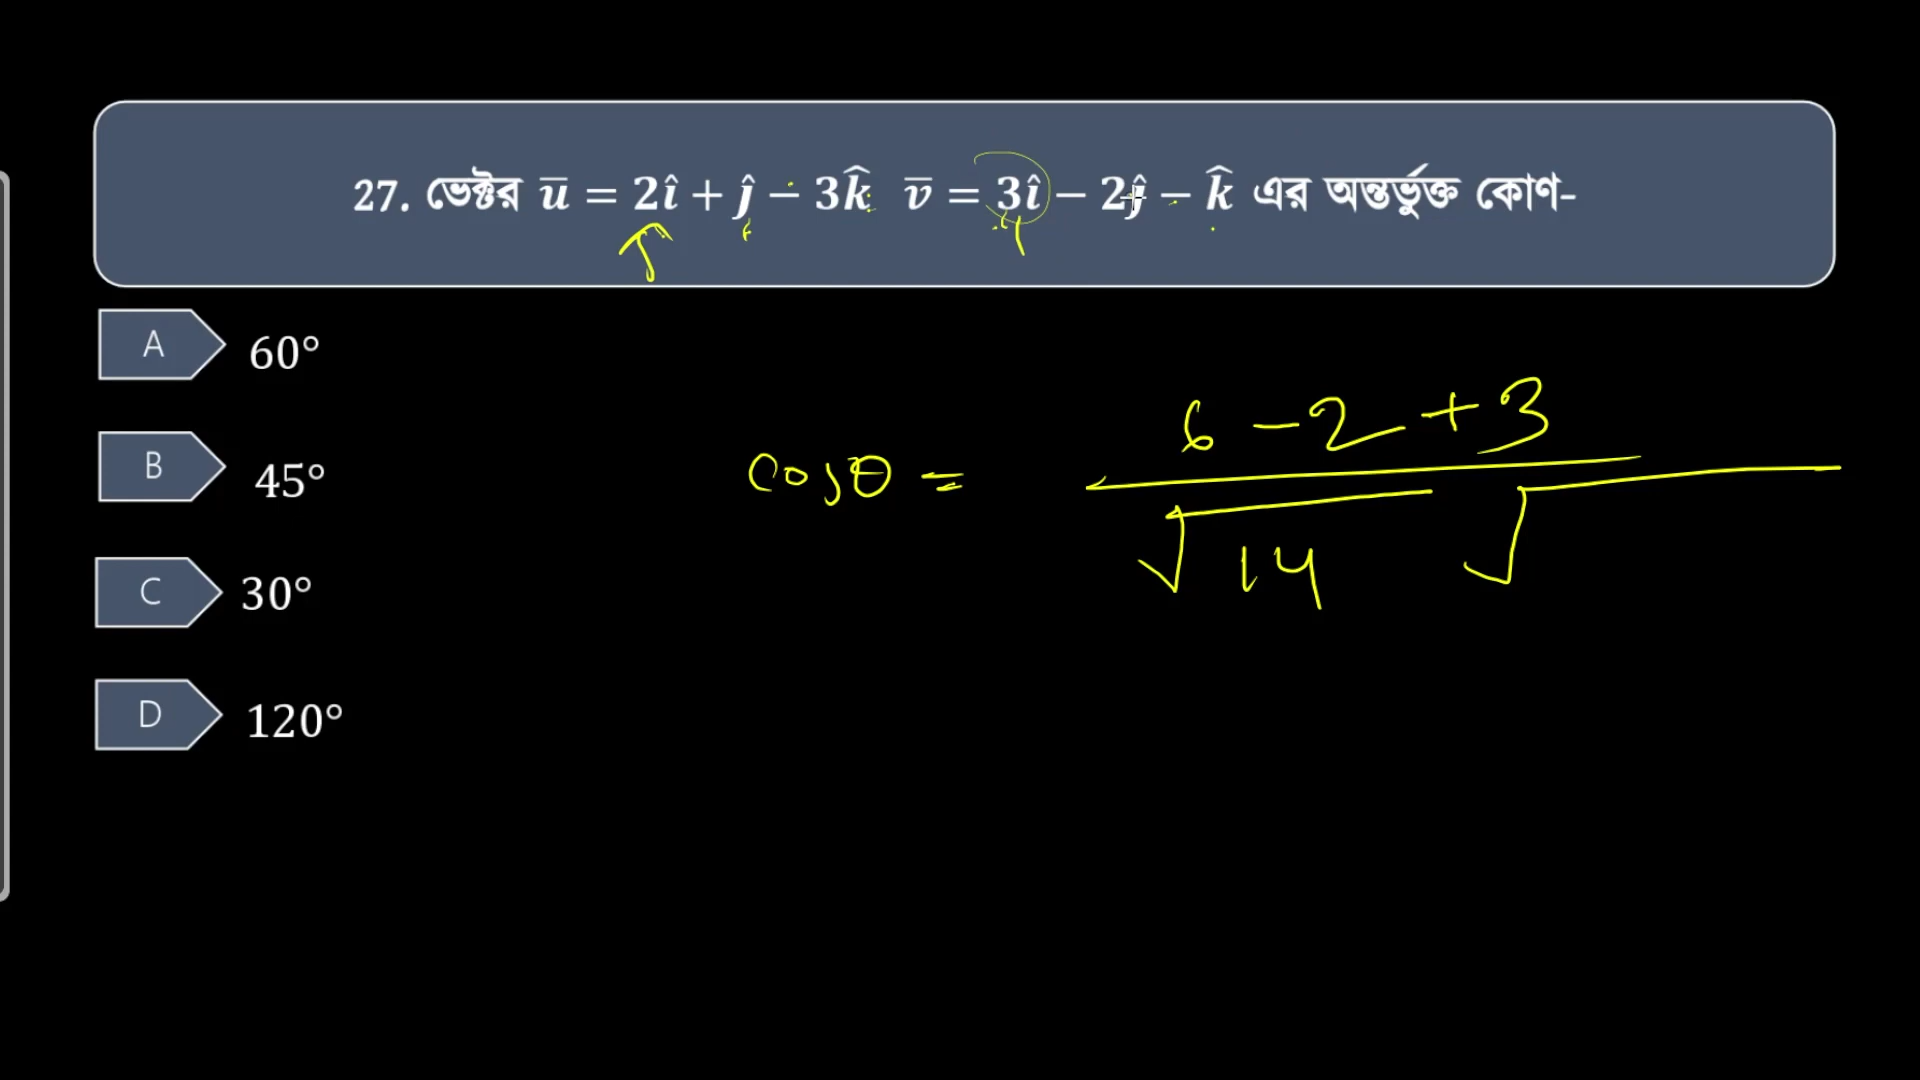 27. ভেক্টর u̅ = 2î + ĵ − 3k̂ v̅ = 3î − 2ĵ − k̂ এর অন্তর্ভুক্ত কোণ-
A 60°
B 45°
C 30°
D 120°
6 − 2 + 3
cosθ =
√14 √